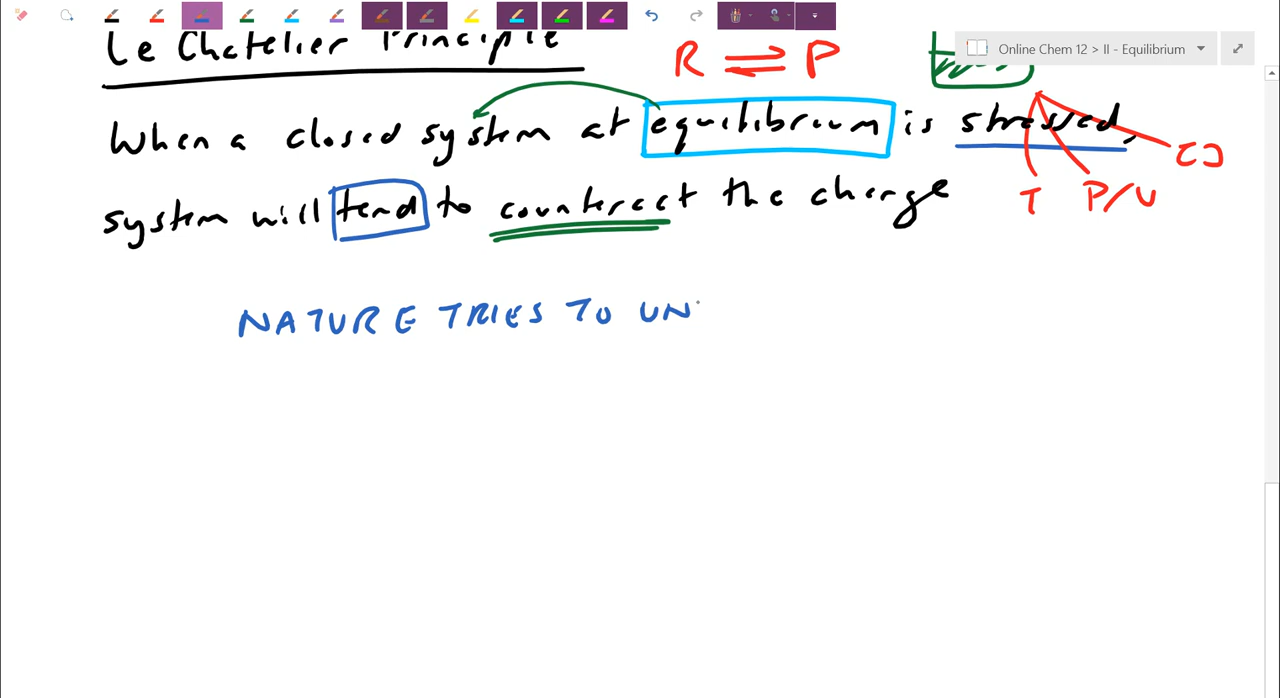 Online Chem 12 > II - Equilibrium
Le Chatelier Principle
R ⇌ P
When a closed system at equilibrium is stressed,
T P/V [ ]
system will tend to counteract the change
NATURE TRIES TO UN